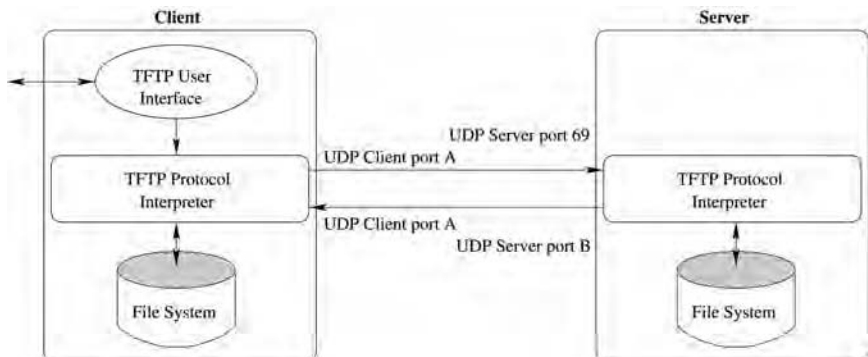 Client
Server
TFTP User
Interface
UDP Server port 69
UDP Client port A
TFTP Protocol
Interpreter
TFTP Protocol
Interpreter
UDP Client port A
UDP Server port B
File System
File System